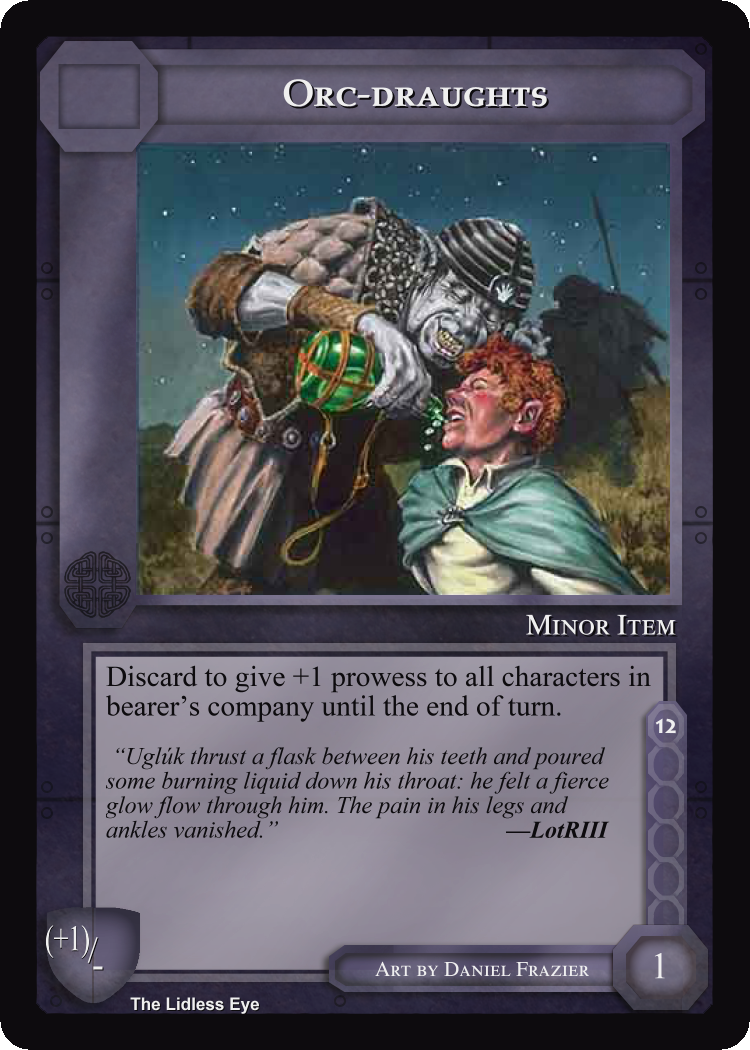 Orc-draughts
Minor Item
Discard to give +1 prowess to all characters in
bearer's company until the end of turn.
“Uglúk thrust a flask between his teeth and poured
some burning liquid down his throat: he felt a fierce
glow flow through him. The pain in his legs and
ankles vanished.” —LotRIII
12
(+1)/-
Art by Daniel Frazier
1
The Lidless Eye